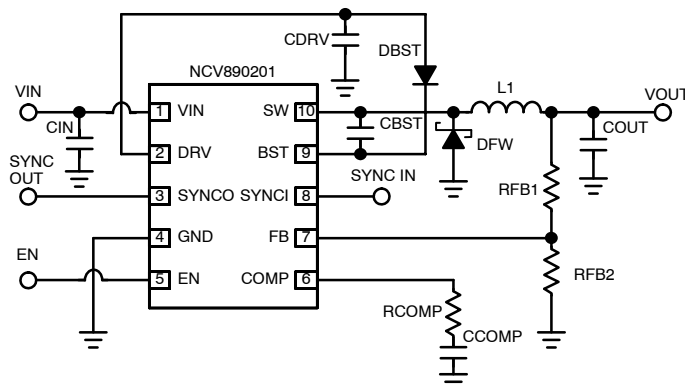 CDRV
DBST
NCV890201
L1
VIN
VOUT
1 VIN
SW 10
CIN
CBST
COUT
2 DRV
BST 9
DFW
SYNC
OUT
SYNC IN
3 SYNCO
SYNCI 8
RFB1
4 GND
FB 7
EN
5 EN
COMP 6
RFB2
RCOMP
CCOMP